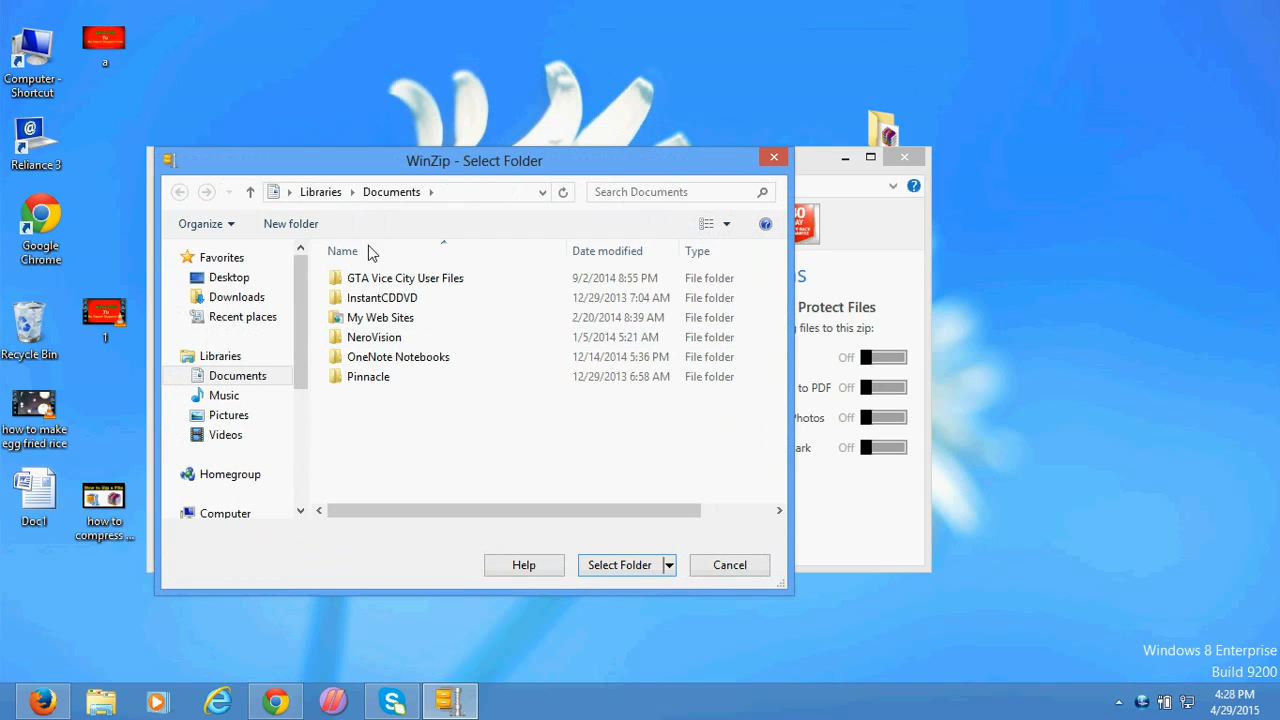 a
Computer -
Shortcut
Reliance 3
Google
Chrome
Recycle Bin
1
how to make
egg fried rice
Doc1
how to
compress ...
WinZip - Select Folder
Libraries
Documents
Search Documents
Organize
New folder
Name
Date modified
Type
Favorites
Desktop
Downloads
Recent places
Libraries
Documents
Music
Pictures
Videos
Homegroup
Computer
GTA Vice City User Files 9/2/2014 8:55 PM File folder
InstantCDDVD 12/29/2013 7:04 AM File folder
My Web Sites 2/20/2014 8:39 AM File folder
NeroVision 1/5/2014 5:21 AM File folder
OneNote Notebooks 12/14/2014 5:36 PM File folder
Pinnacle 12/29/2013 6:58 AM File folder
Help
Select Folder
Cancel
Protect Files
files to this zip:
Off
to PDF Off
Photos Off
ark Off
Windows 8 Enterprise
Build 9200
4:28 PM
4/29/2015